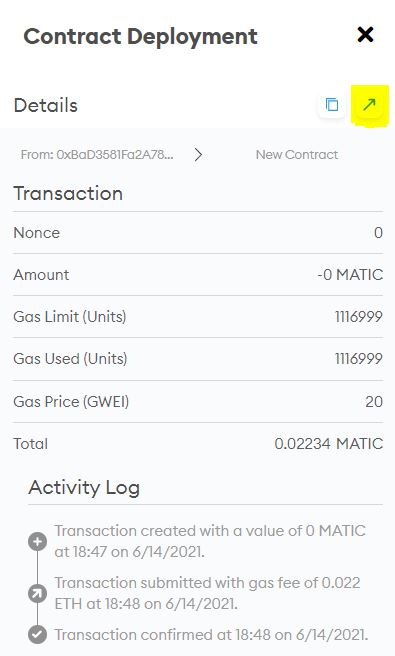 Contract Deployment
Details
From: 0xBaD3581Fa2A78... New Contract
Transaction
Nonce 0
Amount -0 MATIC
Gas Limit (Units) 1116999
Gas Used (Units) 1116999
Gas Price (GWEI) 20
Total 0.02234 MATIC
Activity Log
Transaction created with a value of 0 MATIC
at 18:47 on 6/14/2021.
Transaction submitted with gas fee of 0.022
ETH at 18:48 on 6/14/2021.
Transaction confirmed at 18:48 on 6/14/2021.